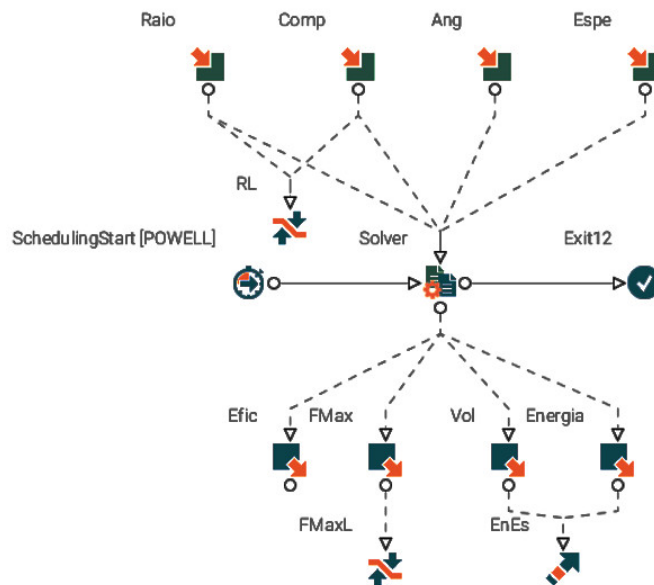 Raio Comp Ang Espe
RL
SchedulingStart [POWELL] Solver Exit12
Efic FMax Vol Energia
FMaxL EnEs